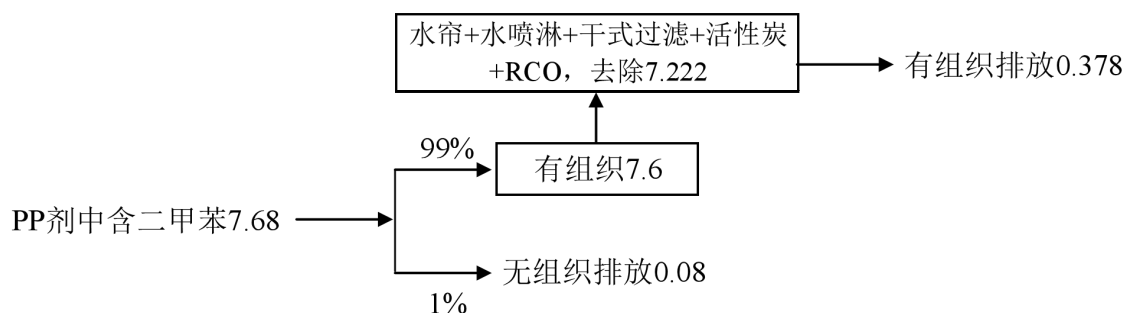 水帘+水喷淋+干式过滤+活性炭
+RCO，去除7.222
有组织排放0.378
99%
有组织7.6
PP剂中含二甲苯7.68
无组织排放0.08
1%